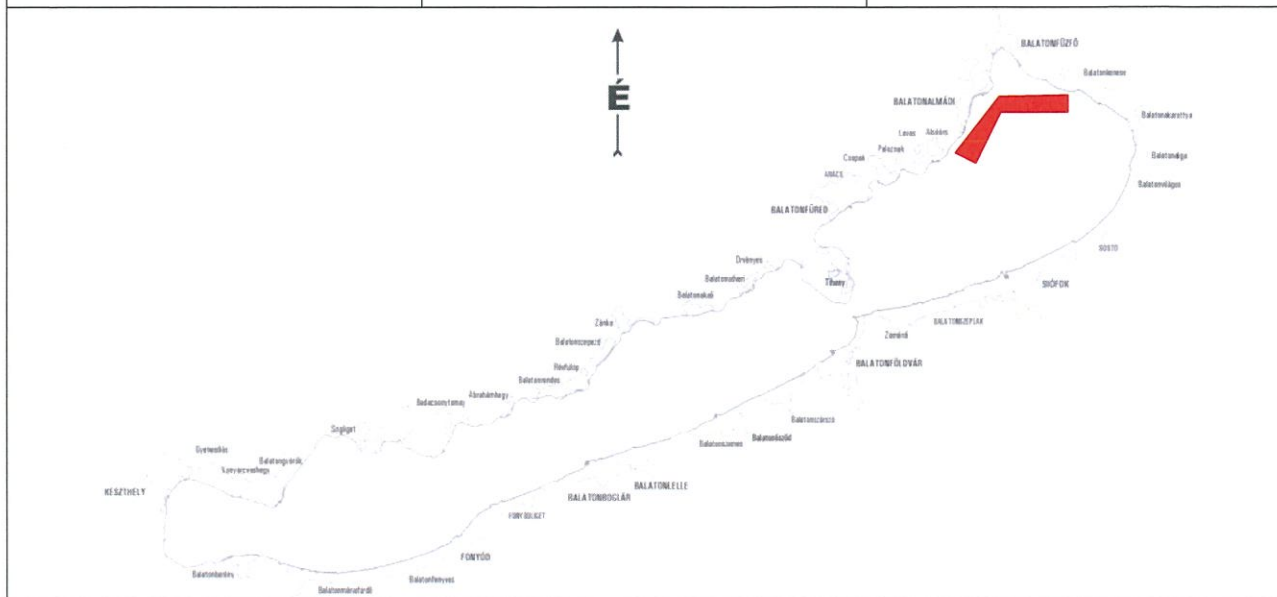 BALATONFŰZFŐ
É
Balatonkenese
BALATONALMÁDI
Balatonakarattya
Lovas
Alsóörs
Paloznak
Csopak
Balatonaliga
ARÁCS
Balatonvilágos
BALATONFÜRED
SÓSTÓ
Örvényes
Balatonudvari
Tihany
SIÓFOK
Balatonakali
BALATONSZÉPLAK
Zánka
Zamárdi
Balatonszepezd
BALATONFÖLDVÁR
Révfülöp
Balatonrendes
Ábrahámhegy
Badacsonytomaj
Balatonszárszó
Szigliget
Balatonszemes
Balatonőszöd
Gyenesdiás
Balatongyörök
Vonyarcvashegy
KESZTHELY
BALATONLELLE
BALATONBOGLÁR
FONYÓDLIGET
FONYÓD
Balatonberény
Balatonfenyves
Balatonmáriafürdő